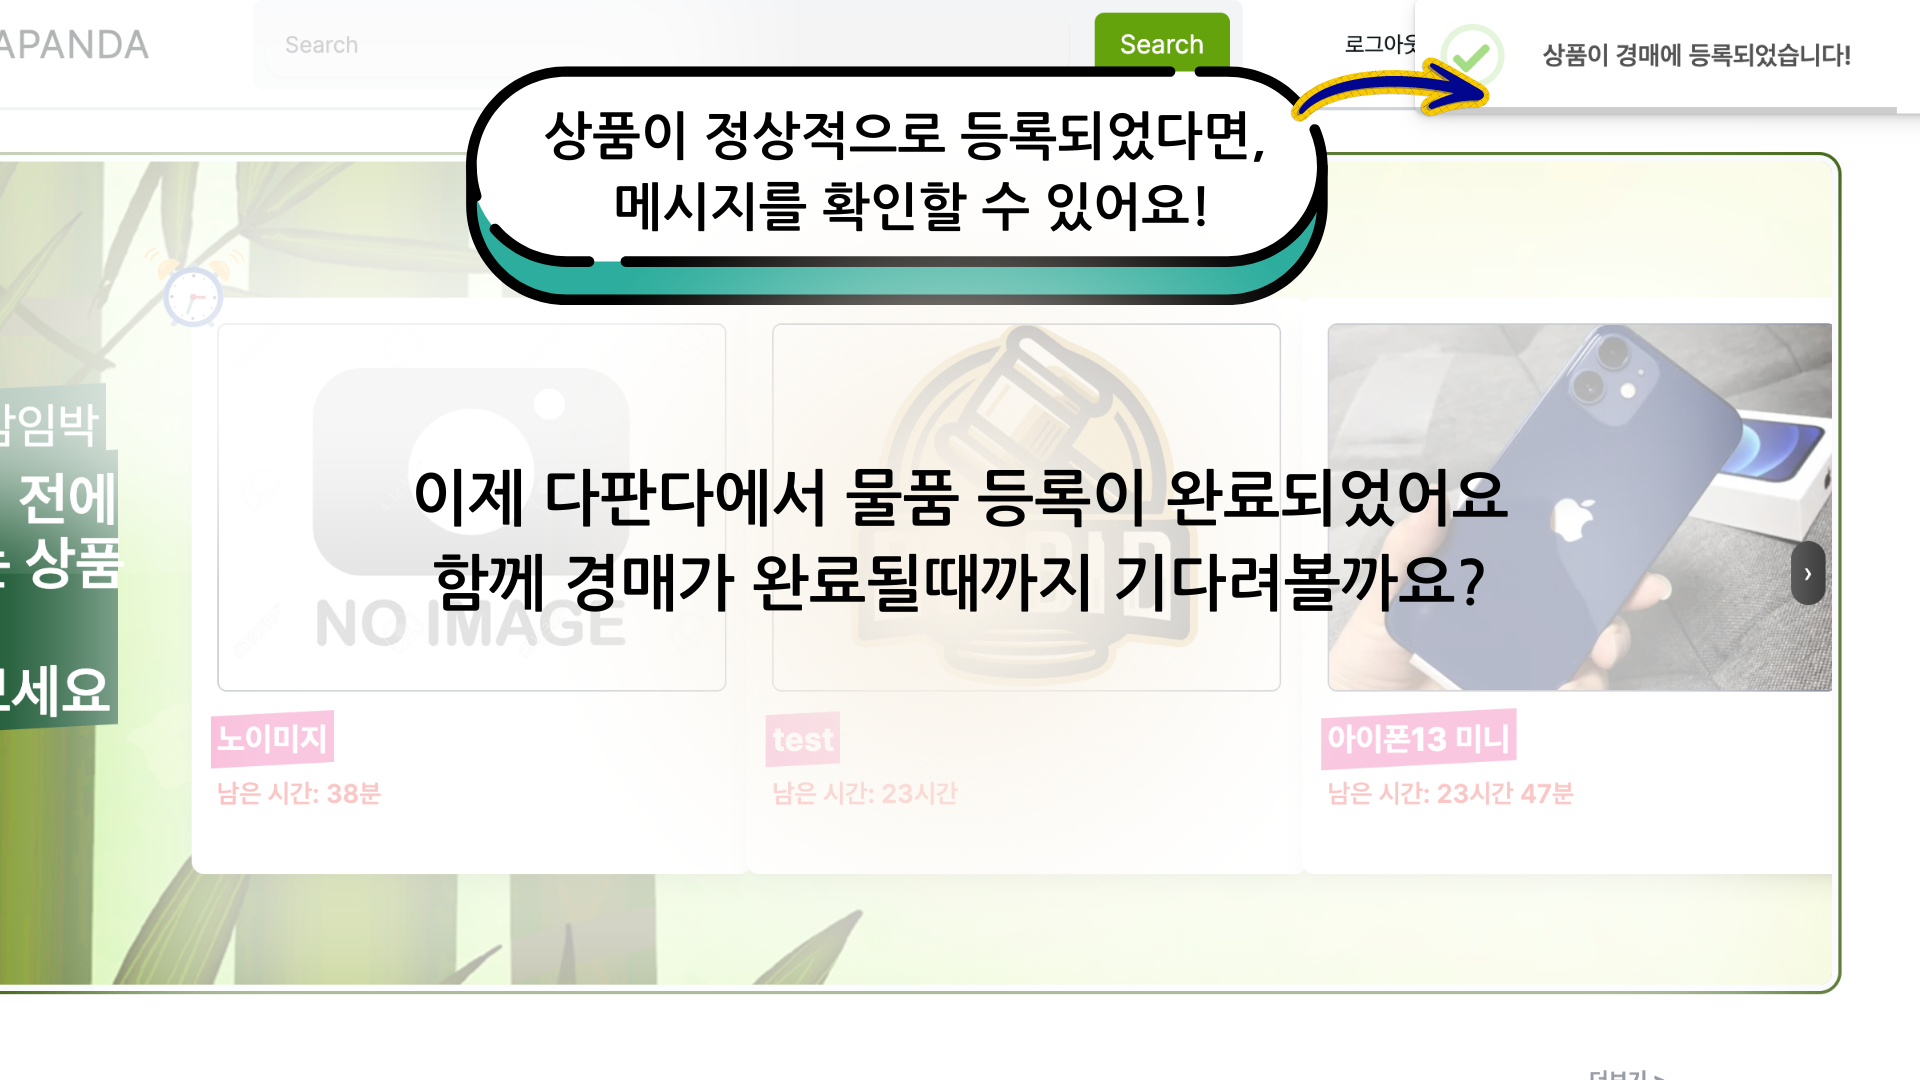 APANDA
Search
Search
로그아웃
상품이 경매에 등록되었습니다!
상품이 정상적으로 등록되었다면,
메시지를 확인할 수 있어요!
감임박
전에
상품
보세요
이제 다판다에서 물품 등록이 완료되었어요
함께 경매가 완료될때까지 기다려볼까요?
NO IMAGE
BID
노이미지
남은 시간: 38분
test
남은 시간: 23시간
아이폰13 미니
남은 시간: 23시간 47분
더보기 >